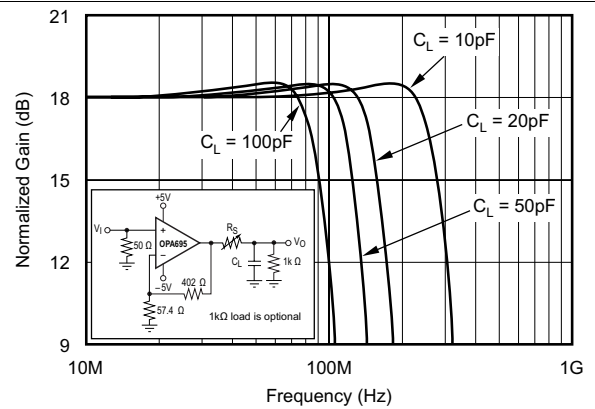 21
18
15
12
9
Normalized Gain (dB)
C_L = 10pF
C_L = 20pF
C_L = 100pF
C_L = 50pF
+5V
V_I
50 Ω
+
−
OPA695
R_S
V_O
C_L
1k Ω
−5V
402 Ω
57.4 Ω
1kΩ load is optional
10M
100M
1G
Frequency (Hz)